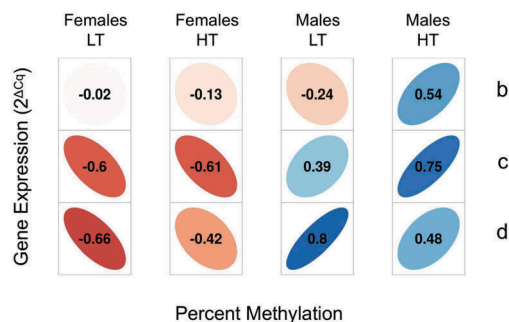 Females Females Males Males
LT HT LT HT
-0.02 -0.13 -0.24 0.54 b
-0.6 -0.61 0.39 0.75 c
-0.66 -0.42 0.8 0.48 d
Gene Expression (2^ΔCq)
Percent Methylation